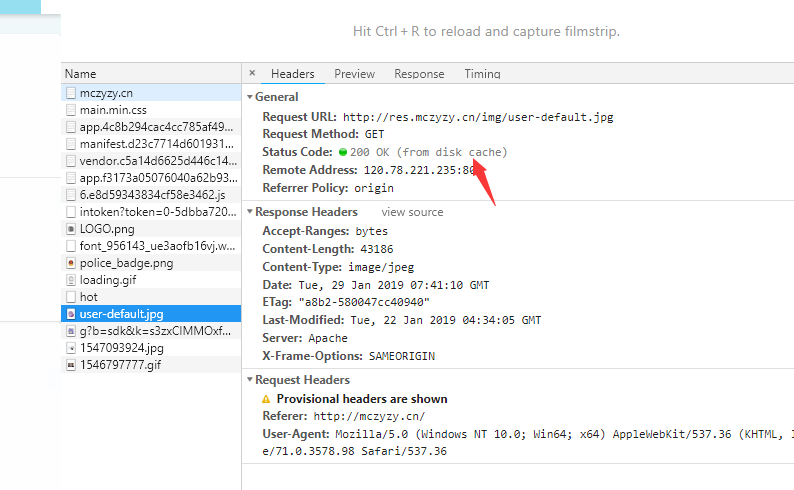 Hit Ctrl + R to reload and capture filmstrip.
Name
× Headers Preview Response Timing
mczyzy.cn
main.min.css
app.4c8b294cac4cc785af49...
manifest.d23c7714d601931...
vendor.c5a14d6625d446c14...
app.f3173a05076040a62b93...
6.e8d59343834cf58e3462.js
intoken?token=0-5dbba720...
LOGO.png
font_956143_ue3aofb16vj.w...
police_badge.png
loading.gif
hot
user-default.jpg
g?b=sdk&k=s3zxCIMMOxf...
1547093924.jpg
1546797777.gif
General
Request URL: http://res.mczyzy.cn/img/user-default.jpg
Request Method: GET
Status Code: 200 OK (from disk cache)
Remote Address: 120.78.221.235:80
Referrer Policy: origin
Response Headers view source
Accept-Ranges: bytes
Content-Length: 43186
Content-Type: image/jpeg
Date: Tue, 29 Jan 2019 07:41:10 GMT
ETag: "a8b2-580047cc40940"
Last-Modified: Tue, 22 Jan 2019 04:34:05 GMT
Server: Apache
X-Frame-Options: SAMEORIGIN
Request Headers
Provisional headers are shown
Referer: http://mczyzy.cn/
User-Agent: Mozilla/5.0 (Windows NT 10.0; Win64; x64) AppleWebKit/537.36 (KHTML, I
e/71.0.3578.98 Safari/537.36